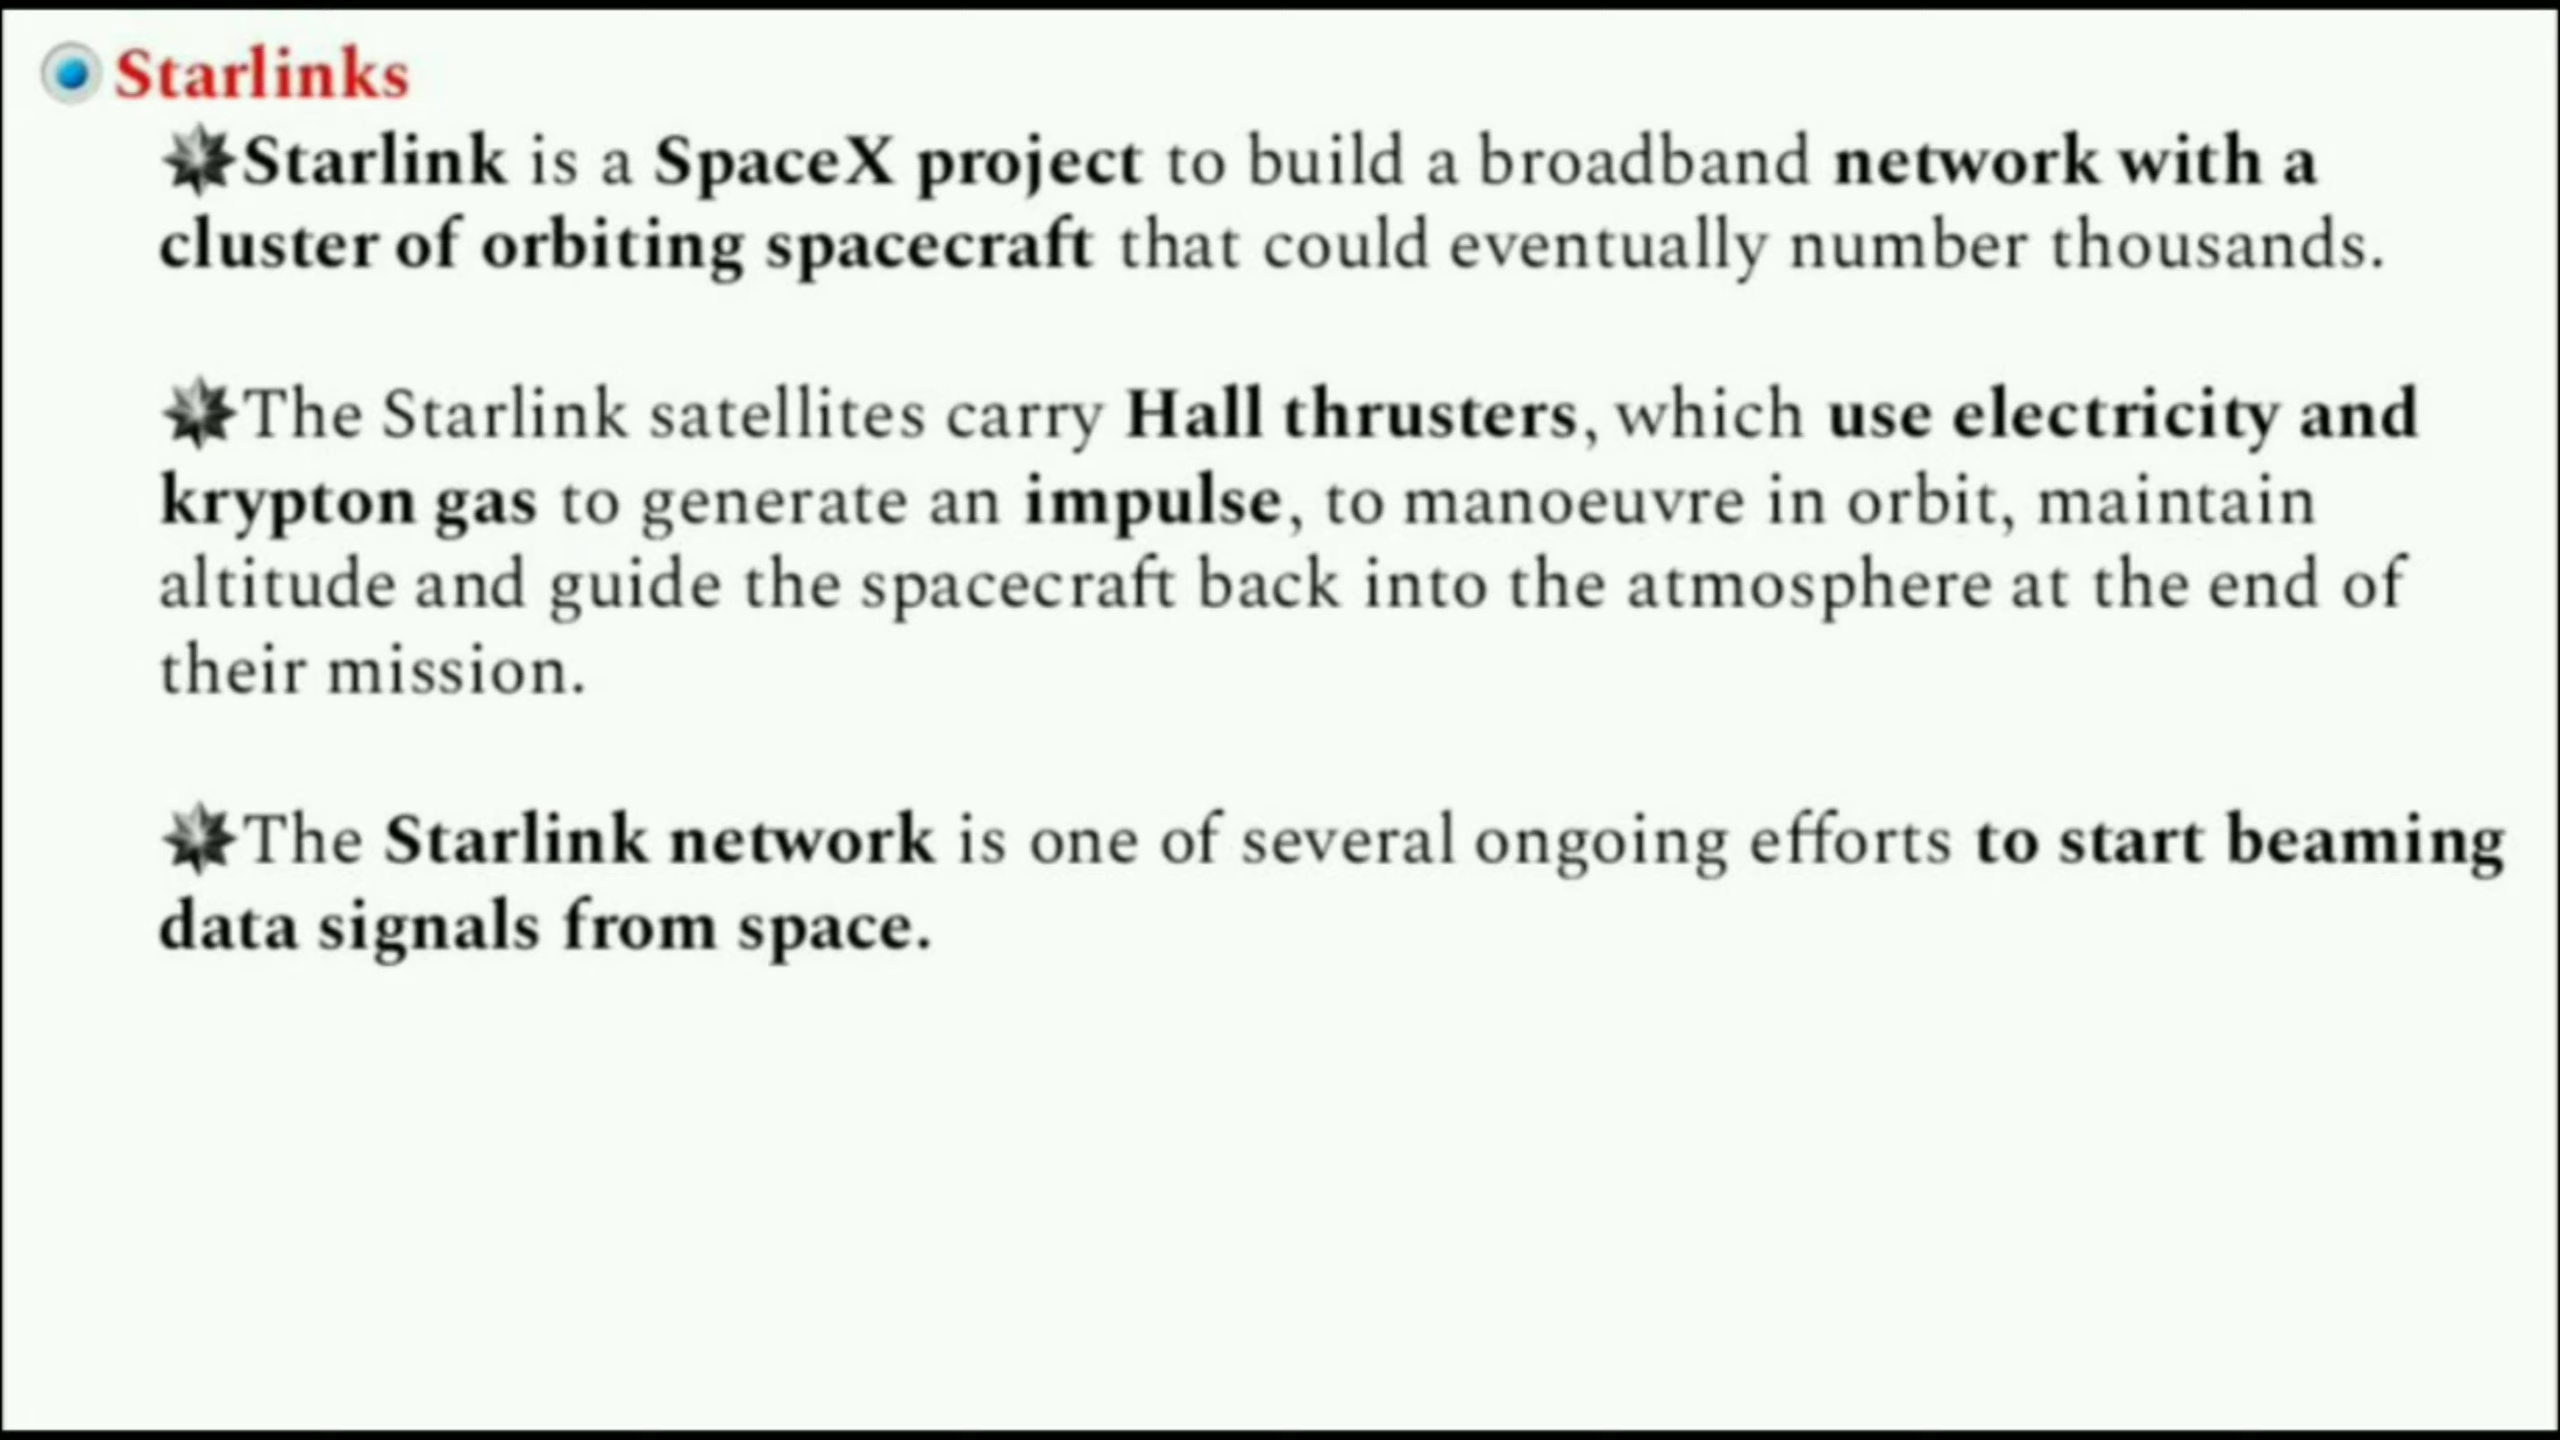 Starlinks
Starlink is a SpaceX project to build a broadband network with a
cluster of orbiting spacecraft that could eventually number thousands.
The Starlink satellites carry Hall thrusters, which use electricity and
krypton gas to generate an impulse, to manoeuvre in orbit, maintain
altitude and guide the spacecraft back into the atmosphere at the end of
their mission.
The Starlink network is one of several ongoing efforts to start beaming
data signals from space.